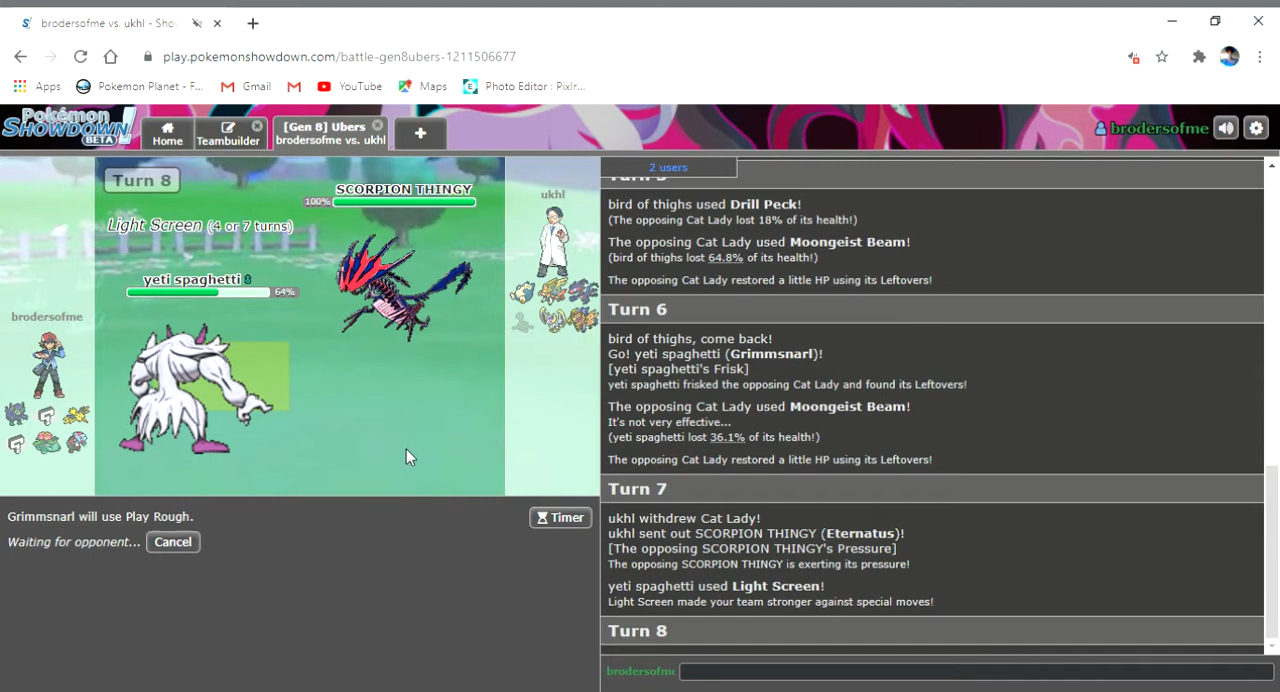 brodersofme vs. ukhl - Sho
play.pokemonshowdown.com/battle-gen8ubers-1211506677
Apps
Pokemon Planet - F...
Gmail
YouTube
Maps
Photo Editor : Pixlr...
Pokémon
SHOWDOWN!
BETA
Home
Teambuilder
[Gen 8] Ubers
brodersofme vs. ukhl
brodersofme
2 users
Turn 8
SCORPION THINGY
100%
Light Screen (4 or 7 turns)
yeti spaghetti
64%
ukhl
brodersofme
Grimmsnarl will use Play Rough.
Waiting for opponent...
Cancel
Timer
bird of thighs used Drill Peck!
(The opposing Cat Lady lost 18% of its health!)
The opposing Cat Lady used Moongeist Beam!
(bird of thighs lost 64.8% of its health!)
The opposing Cat Lady restored a little HP using its Leftovers!
Turn 6
bird of thighs, come back!
Go! yeti spaghetti (Grimmsnarl)!
[yeti spaghetti's Frisk]
yeti spaghetti frisked the opposing Cat Lady and found its Leftovers!
The opposing Cat Lady used Moongeist Beam!
It's not very effective...
(yeti spaghetti lost 36.1% of its health!)
The opposing Cat Lady restored a little HP using its Leftovers!
Turn 7
ukhl withdrew Cat Lady!
ukhl sent out SCORPION THINGY (Eternatus)!
[The opposing SCORPION THINGY's Pressure]
The opposing SCORPION THINGY is exerting its pressure!
yeti spaghetti used Light Screen!
Light Screen made your team stronger against special moves!
Turn 8
brodersofme